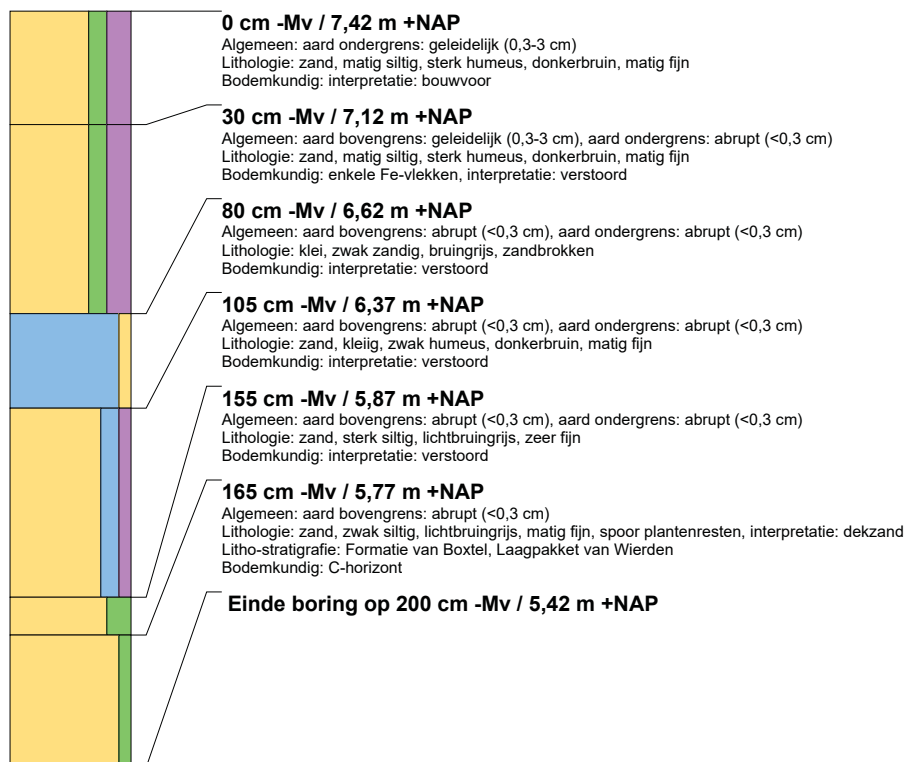 0 cm -Mv / 7,42 m +NAP
Algemeen: aard ondergrens: geleidelijk (0,3-3 cm)
Lithologie: zand, matig siltig, sterk humeus, donkerbruin, matig fijn
Bodemkundig: interpretatie: bouwvoor
30 cm -Mv / 7,12 m +NAP
Algemeen: aard bovengrens: geleidelijk (0,3-3 cm), aard ondergrens: abrupt (<0,3 cm)
Lithologie: zand, matig siltig, sterk humeus, donkerbruin, matig fijn
Bodemkundig: enkele Fe-vlekken, interpretatie: verstoord
80 cm -Mv / 6,62 m +NAP
Algemeen: aard bovengrens: abrupt (<0,3 cm), aard ondergrens: abrupt (<0,3 cm)
Lithologie: klei, zwak zandig, bruingrijs, zandbrokken
Bodemkundig: interpretatie: verstoord
105 cm -Mv / 6,37 m +NAP
Algemeen: aard bovengrens: abrupt (<0,3 cm), aard ondergrens: abrupt (<0,3 cm)
Lithologie: zand, kleiig, zwak humeus, donkerbruin, matig fijn
Bodemkundig: interpretatie: verstoord
155 cm -Mv / 5,87 m +NAP
Algemeen: aard bovengrens: abrupt (<0,3 cm), aard ondergrens: abrupt (<0,3 cm)
Lithologie: zand, sterk siltig, lichtbruingrijs, zeer fijn
Bodemkundig: interpretatie: verstoord
165 cm -Mv / 5,77 m +NAP
Algemeen: aard bovengrens: abrupt (<0,3 cm)
Lithologie: zand, zwak siltig, lichtbruingrijs, matig fijn, spoor plantenresten, interpretatie: dekzand
Litho-stratigrafie: Formatie van Boxtel, Laagpakket van Wierden
Bodemkundig: C-horizont
Einde boring op 200 cm -Mv / 5,42 m +NAP